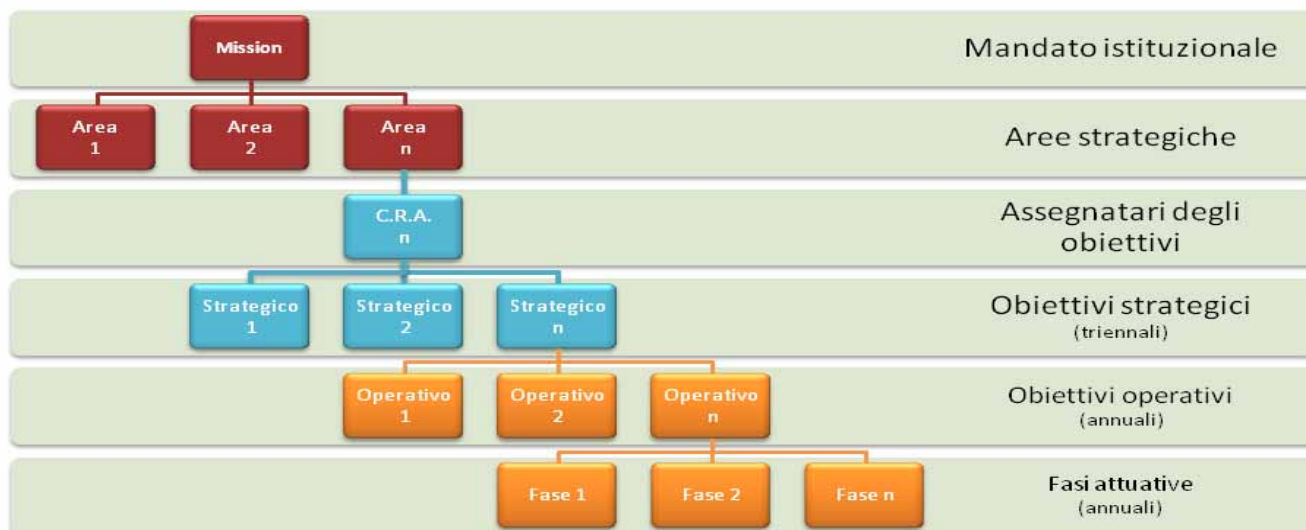 Mission
Mandato istituzionale
Area
1
Area
2
Area
n
Aree strategiche
C.R.A.
n
Assegnatari degli
obiettivi
Strategico
1
Strategico
2
Strategico
n
Obiettivi strategici
(triennali)
Operativo
1
Operativo
2
Operativo
n
Obiettivi operativi
(annuali)
Fase 1
Fase 2
Fase n
Fasi attuative
(annuali)